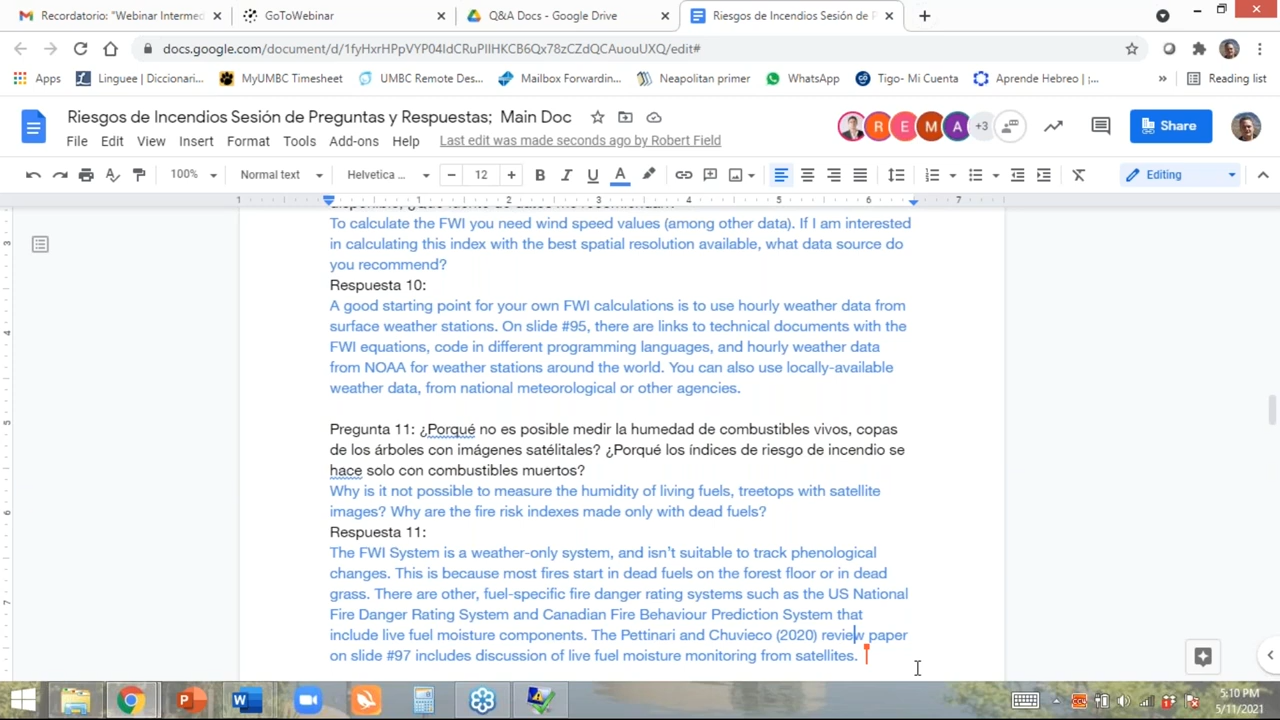 Recordatorio: "Webinar Interme
GoToWebinar
Q&A Docs - Google Drive
Riesgos de Incendios Sesión de P
docs.google.com/document/d/1fyHxrHPpVYP04IdCRuPIIHKCB6Qx78zCZdQCAuouUXQ/edit#
Apps
Linguee | Diccionari...
MyUMBC Timesheet
UMBC Remote Des...
Mailbox Forwardin...
Neapolitan primer
WhatsApp
Tigo- Mi Cuenta
Aprende Hebreo | ;...
»
Reading list
Riesgos de Incendios Sesión de Preguntas y Respuestas; Main Doc
R E M A +3
Share
File Edit View Insert Format Tools Add-ons Help
Last edit was made seconds ago by Robert Field
100% Normal text Helvetica ... 12 B I U A
Editing
1 1 2 3 4 5 6 7
To calculate the FWI you need wind speed values (among other data). If I am interested
in calculating this index with the best spatial resolution available, what data source do
you recommend?
Respuesta 10:
A good starting point for your own FWI calculations is to use hourly weather data from
surface weather stations. On slide #95, there are links to technical documents with the
FWI equations, code in different programming languages, and hourly weather data
from NOAA for weather stations around the world. You can also use locally-available
weather data, from national meteorological or other agencies.
Pregunta 11: ¿Porqué no es posible medir la humedad de combustibles vivos, copas
de los árboles con imágenes satélitales? ¿Porqué los índices de riesgo de incendio se
hace solo con combustibles muertos?
Why is it not possible to measure the humidity of living fuels, treetops with satellite
images? Why are the fire risk indexes made only with dead fuels?
Respuesta 11:
The FWI System is a weather-only system, and isn't suitable to track phenological
changes. This is because most fires start in dead fuels on the forest floor or in dead
grass. There are other, fuel-specific fire danger rating systems such as the US National
Fire Danger Rating System and Canadian Fire Behaviour Prediction System that
include live fuel moisture components. The Pettinari and Chuvieco (2020) review paper
on slide #97 includes discussion of live fuel moisture monitoring from satellites.
3
4
5
6
7
5:10 PM
5/11/2021